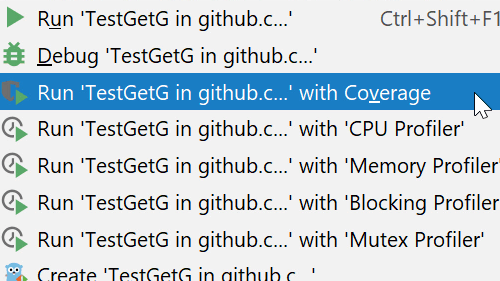 Run 'TestGetG in github.c...' Ctrl+Shift+F1
Debug 'TestGetG in github.c...'
Run 'TestGetG in github.c...' with Coverage
Run 'TestGetG in github.c...' with 'CPU Profiler'
Run 'TestGetG in github.c...' with 'Memory Profiler'
Run 'TestGetG in github.c...' with 'Blocking Profiler
Run 'TestGetG in github.c...' with 'Mutex Profiler'
Create 'TestGetG in github.c...'